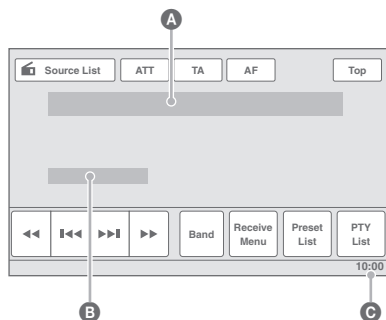 A
Source List ATT TA AF Top
Band Receive Menu Preset List PTY List
10:00
B C